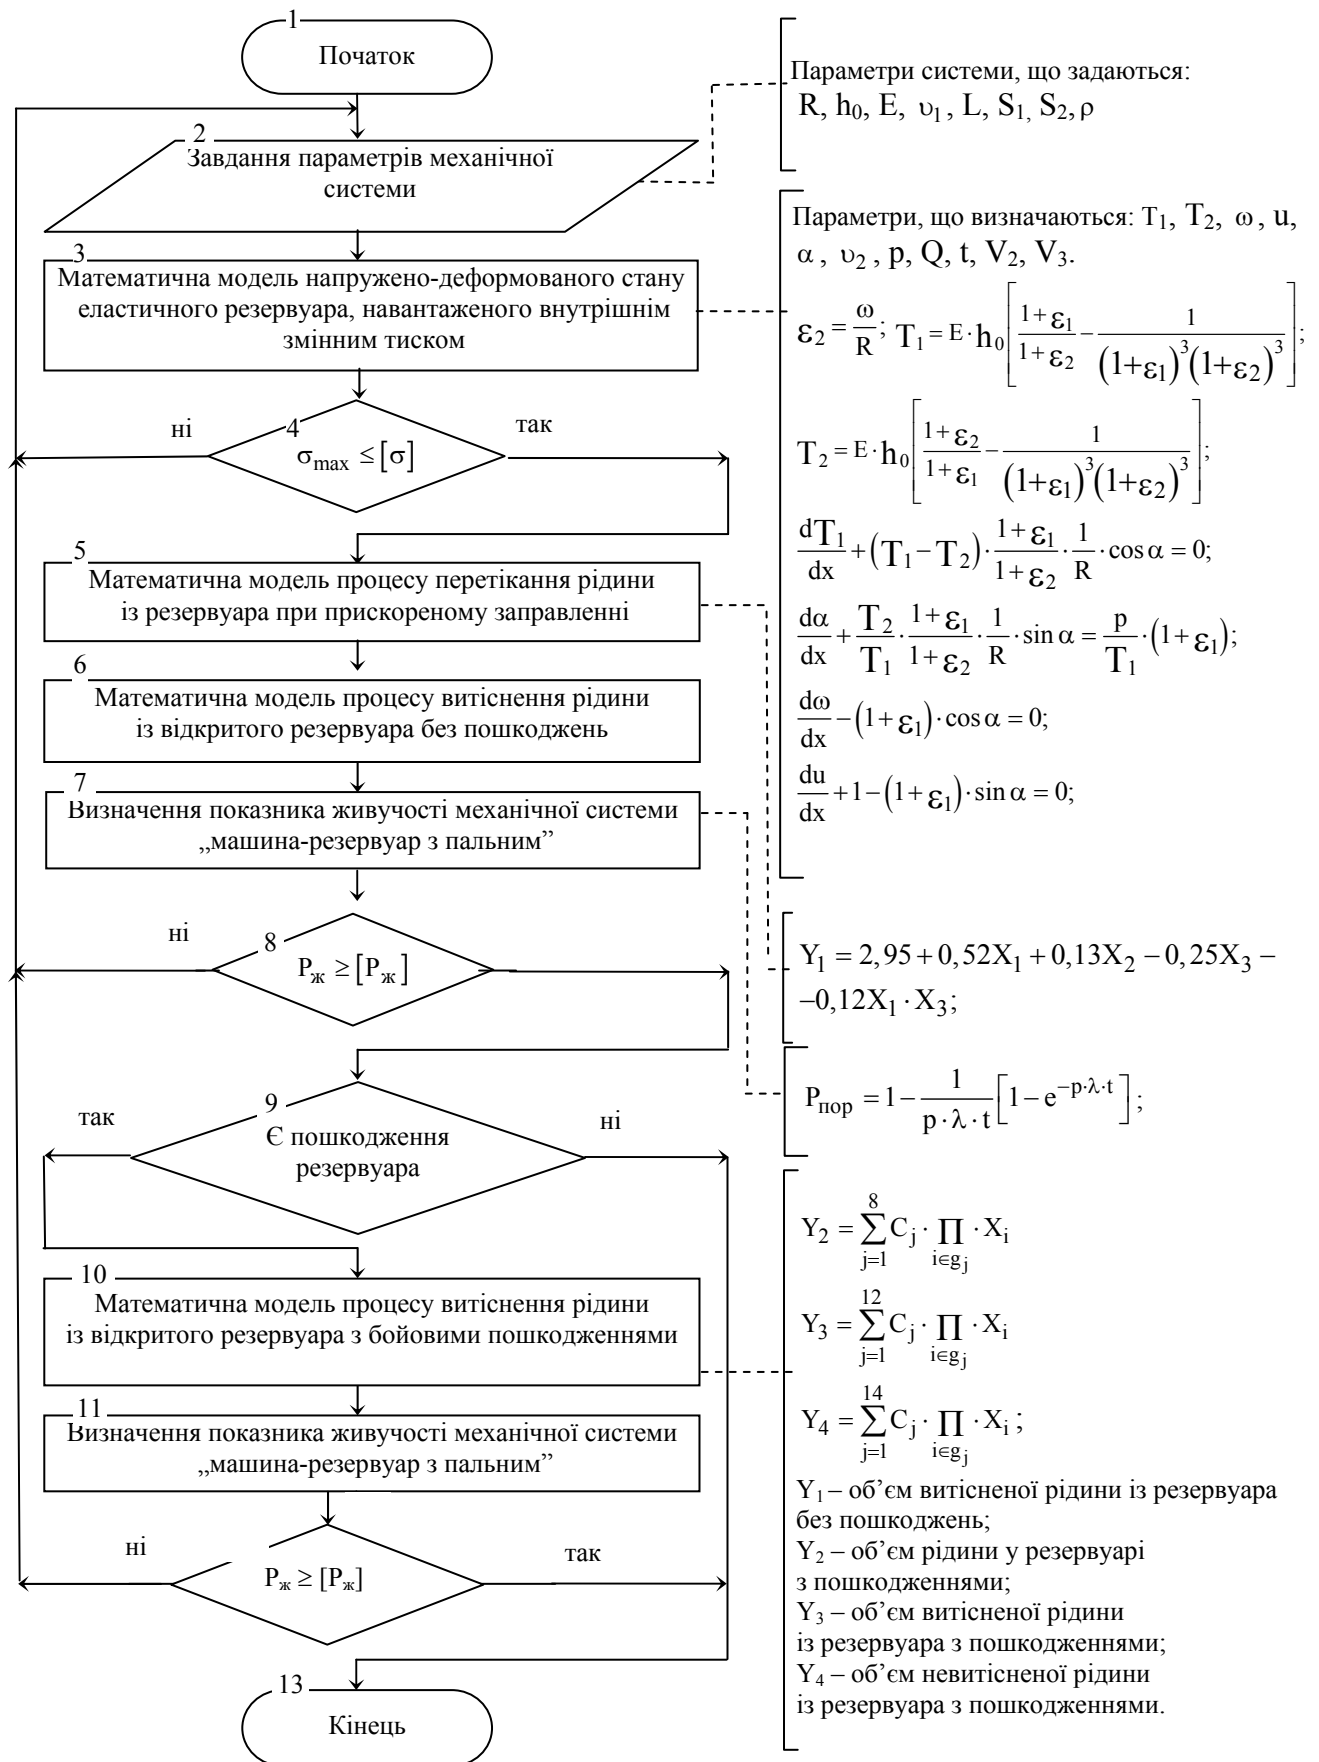 1
Початок
2
Завдання параметрів механічної
системи
3
Математична модель напружено-деформованого стану
еластичного резервуара, навантаженого внутрішнім
змінним тиском
ні
4
так
σmax ≤ [σ]
5
Математична модель процесу перетікання рідини
із резервуара при прискореному заправленні
6
Математична модель процесу витіснення рідини
із відкритого резервуара без пошкоджень
7
Визначення показника живучості механічної системи
„машина-резервуар з пальним”
ні
8
Pж ≥ [Pж]
так
9
ні
Є пошкодження
резервуара
10
Математична модель процесу витіснення рідини
із відкритого резервуара з бойовими пошкодженнями
11
Визначення показника живучості механічної системи
„машина-резервуар з пальним”
ні
так
Pж ≥ [Pж]
13
Кінець
Параметри системи, що задаються:
R, h₀, E, υ₁, L, S₁, S₂, ρ
Параметри, що визначаються: T₁, T₂, ω, u,
α, υ₂, p, Q, t, V₂, V₃.
ε₂ = ω/R; T₁ = E·h₀[(1+ε₁)/(1+ε₂) − 1/((1+ε₁)³(1+ε₂)³)];
T₂ = E·h₀[(1+ε₂)/(1+ε₁) − 1/((1+ε₁)³(1+ε₂)³)];
dT₁/dx + (T₁ − T₂)·(1+ε₁)/(1+ε₂)·1/R·cos α = 0;
dα/dx + T₂/T₁·(1+ε₁)/(1+ε₂)·1/R·sin α = p/T₁·(1+ε₁);
dω/dx − (1+ε₁)·cos α = 0;
du/dx + 1 − (1+ε₁)·sin α = 0;
Y₁ = 2,95 + 0,52X₁ + 0,13X₂ − 0,25X₃ −
−0,12X₁·X₃;
Pпор = 1 − 1/(p·λ·t)[1 − e^(−p·λ·t)];
Y₂ = ∑_{j=1}^{8} Cj · ∏_{i∈gj} · Xi
Y₃ = ∑_{j=1}^{12} Cj · ∏_{i∈gj} · Xi
Y₄ = ∑_{j=1}^{14} Cj · ∏_{i∈gj} · Xi ;
Y₁ – об’єм витісненої рідини із резервуара
без пошкоджень;
Y₂ – об’єм рідини у резервуарі
з пошкодженнями;
Y₃ – об’єм витісненої рідини
із резервуара з пошкодженнями;
Y₄ – об’єм невитісненої рідини
із резервуара з пошкодженнями.